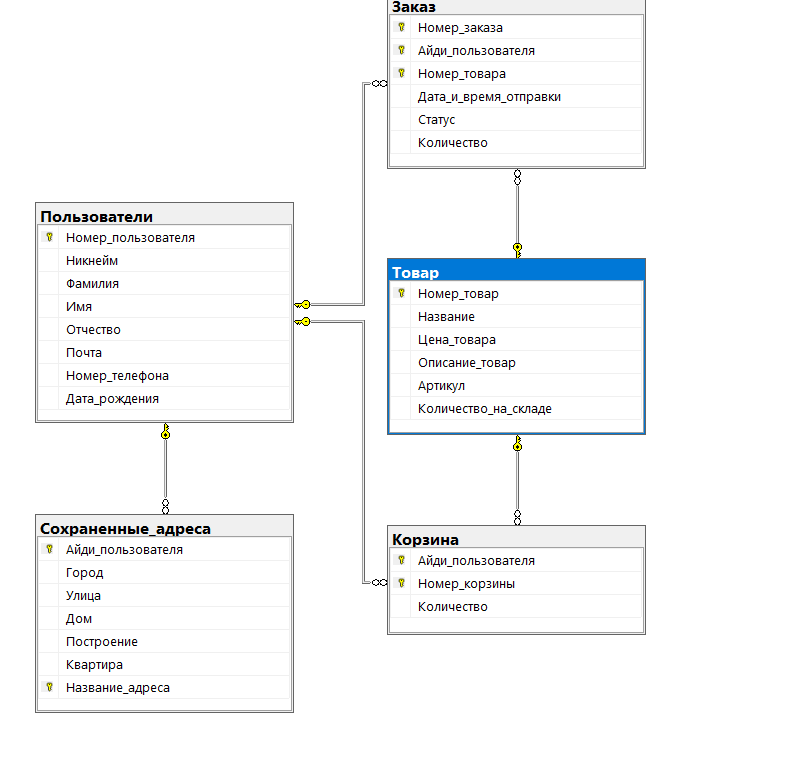 Заказ
Номер_заказа
Айди_пользователя
Номер_товара
Дата_и_время_отправки
Статус
Количество
Пользователи
Номер_пользователя
Никнейм
Фамилия
Имя
Отчество
Почта
Номер_телефона
Дата_рождения
Товар
Номер_товар
Название
Цена_товара
Описание_товар
Артикул
Количество_на_складе
Сохраненные_адреса
Айди_пользователя
Город
Улица
Дом
Построение
Квартира
Название_адреса
Корзина
Айди_пользователя
Номер_корзины
Количество